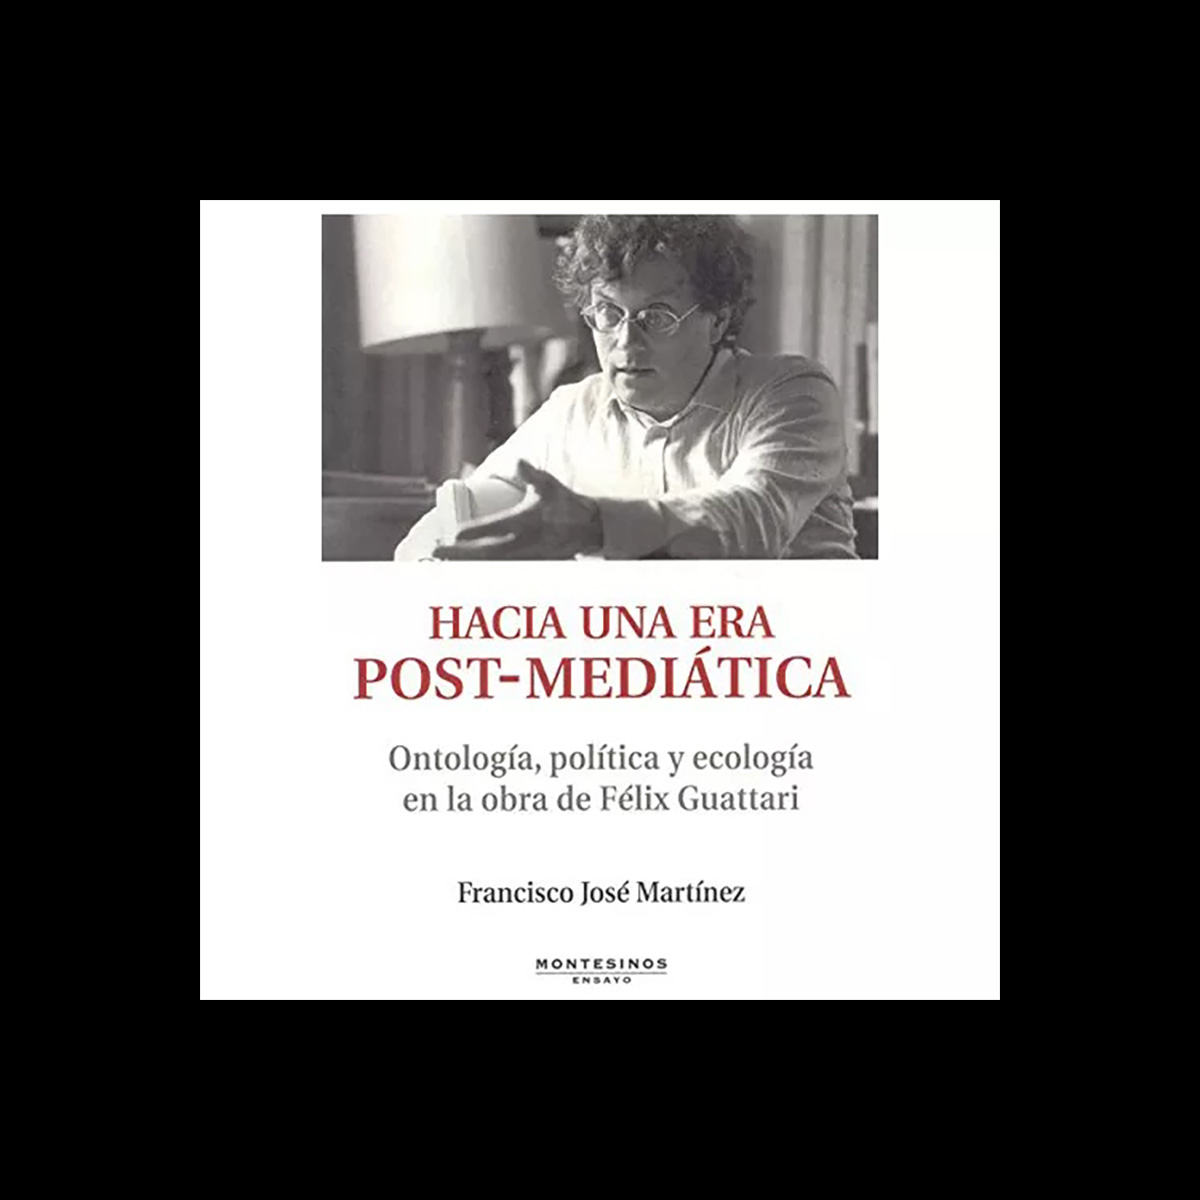 HACIA UNA ERA
POST-MEDIÁTICA
Ontología, política y ecología
en la obra de Félix Guattari
Francisco José Martínez
MONTESINOS
ENSAYO